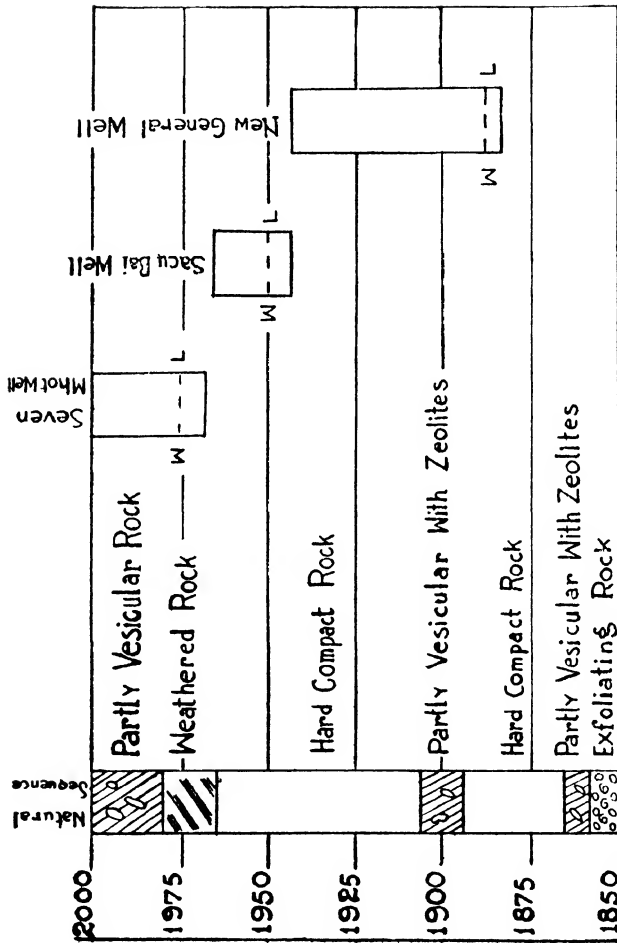 2000
1975
1950
1925
1900
1875
1850
Natural
Sequence
Partly Vesicular Rock
Weathered Rock
Hard Compact Rock
Partly Vesicular With Zeolites
Hard Compact Rock
Partly Vesicular With Zeolites
Exfoliating Rock
Seven
Mhot Well
M L
Sacu Bai Well
M L
New General Well
M L